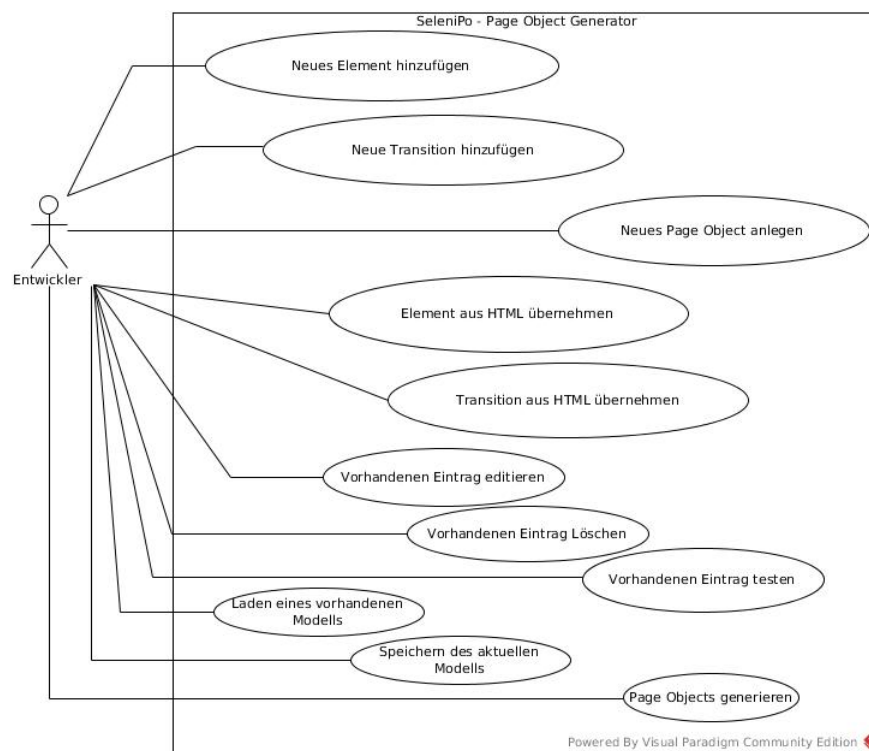 SeleniPo - Page Object Generator
Neues Element hinzufügen
Neue Transition hinzufügen
Neues Page Object anlegen
Entwickler
Element aus HTML übernehmen
Transition aus HTML übernehmen
Vorhandenen Eintrag editieren
Vorhandenen Eintrag Löschen
Vorhandenen Eintrag testen
Laden eines vorhandenen
Modells
Speichern des aktuellen
Modells
Page Objects generieren
Powered By Visual Paradigm Community Edition